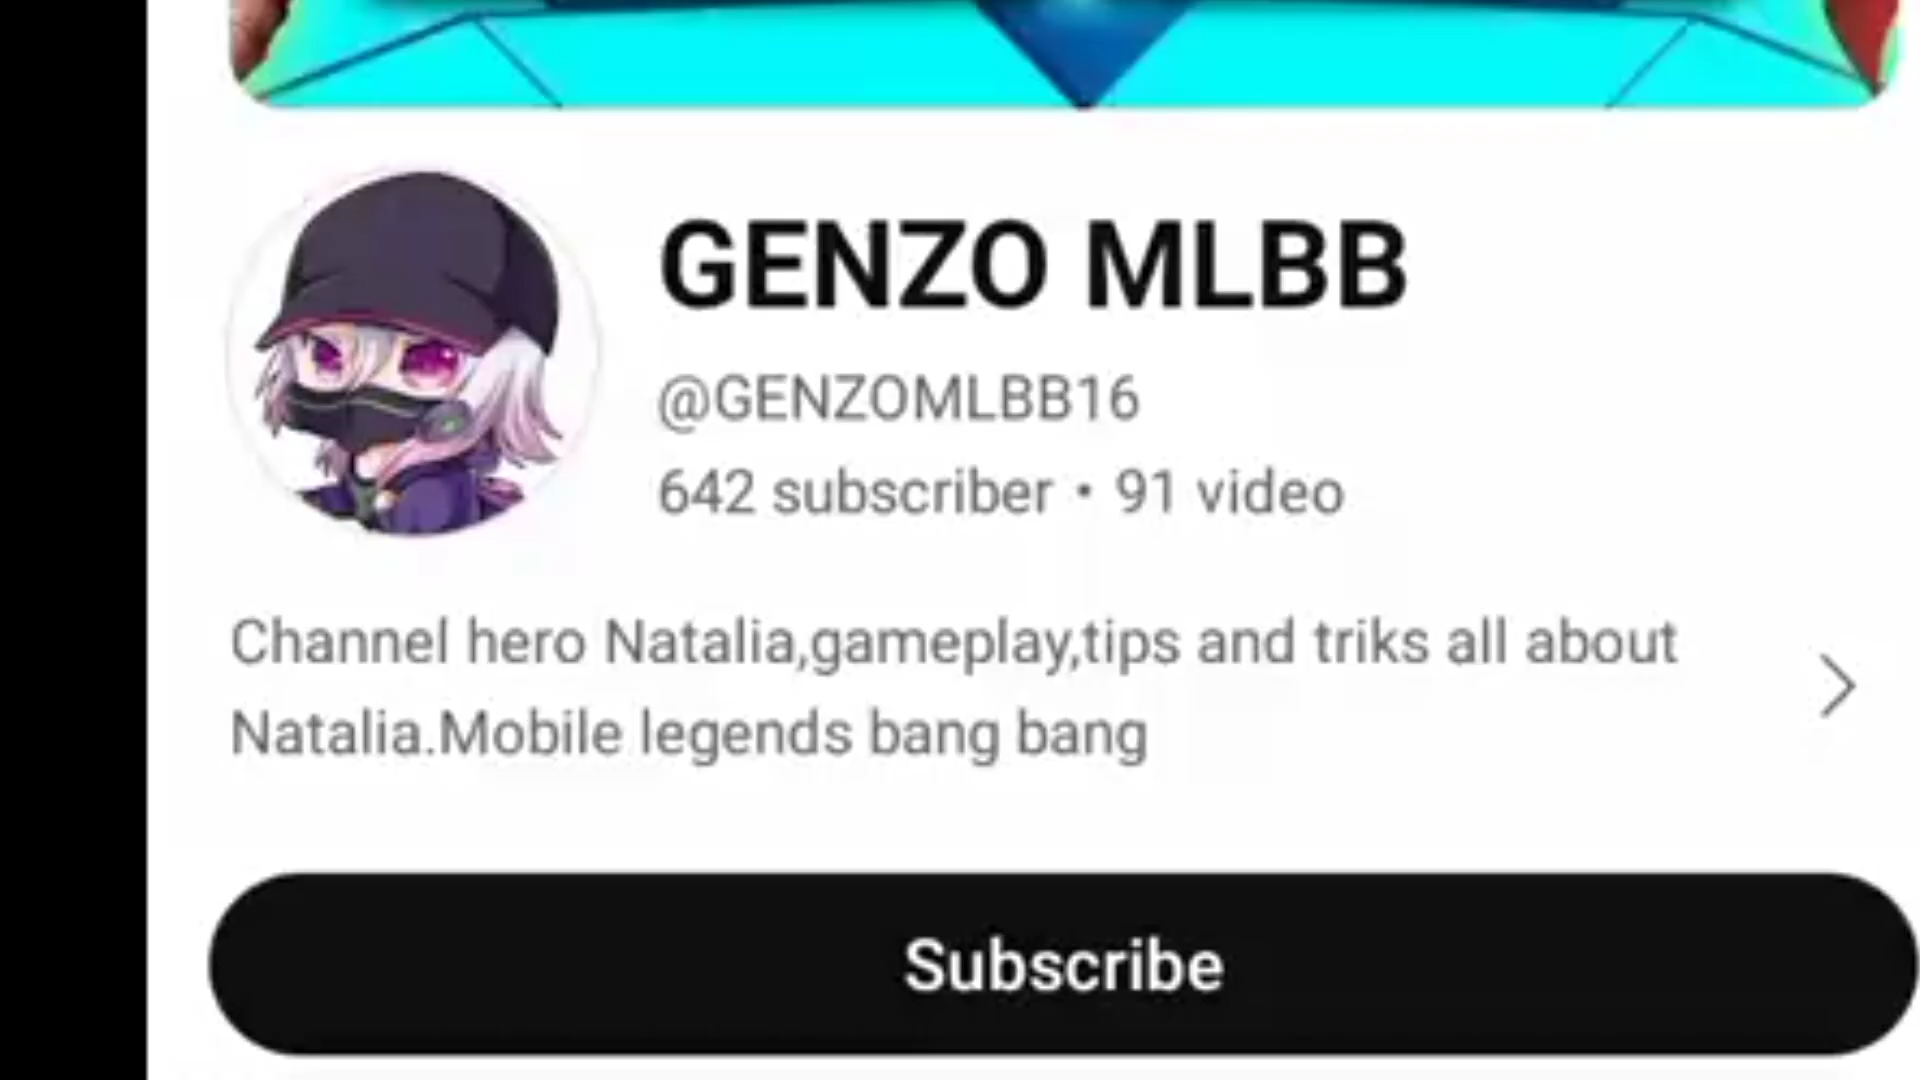 GENZO MLBB
@GENZOMLBB16
642 subscriber • 91 video
Channel hero Natalia,gameplay,tips and triks all about
Natalia.Mobile legends bang bang
Subscribe